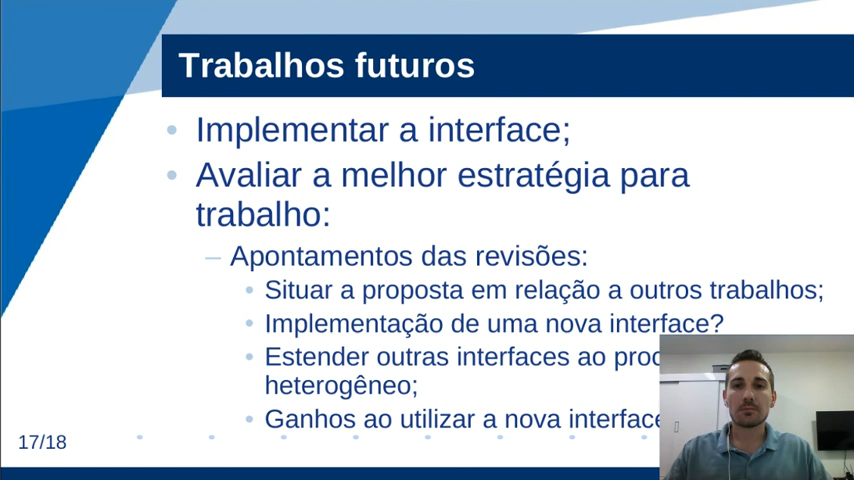 Trabalhos futuros
Implementar a interface;
Avaliar a melhor estratégia para
trabalho:
Apontamentos das revisões:
Situar a proposta em relação a outros trabalhos;
Implementação de uma nova interface?
Estender outras interfaces ao
heterogêneo;
Ganhos ao utilizar a nova interface
17/18